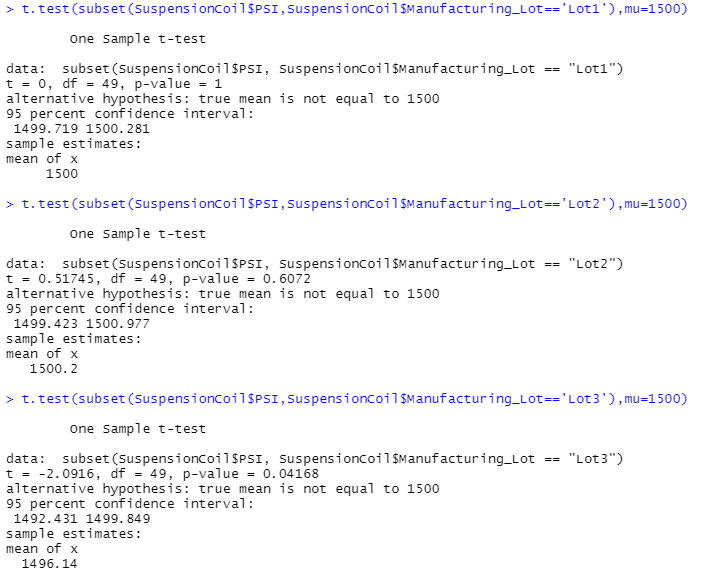 > t.test(subset(SuspensionCoil$PSI,SuspensionCoil$Manufacturing_Lot=='Lot1'),mu=1500)
One Sample t-test
data:  subset(SuspensionCoil$PSI, SuspensionCoil$Manufacturing_Lot == "Lot1")
t = 0, df = 49, p-value = 1
alternative hypothesis: true mean is not equal to 1500
95 percent confidence interval:
1499.719 1500.281
sample estimates:
mean of x
1500
> t.test(subset(SuspensionCoil$PSI,SuspensionCoil$Manufacturing_Lot=='Lot2'),mu=1500)
One Sample t-test
data:  subset(SuspensionCoil$PSI, SuspensionCoil$Manufacturing_Lot == "Lot2")
t = 0.51745, df = 49, p-value = 0.6072
alternative hypothesis: true mean is not equal to 1500
95 percent confidence interval:
1499.423 1500.977
sample estimates:
mean of x
1500.2
> t.test(subset(SuspensionCoil$PSI,SuspensionCoil$Manufacturing_Lot=='Lot3'),mu=1500)
One Sample t-test
data:  subset(SuspensionCoil$PSI, SuspensionCoil$Manufacturing_Lot == "Lot3")
t = -2.0916, df = 49, p-value = 0.04168
alternative hypothesis: true mean is not equal to 1500
95 percent confidence interval:
1492.431 1499.849
sample estimates:
mean of x
1496.14